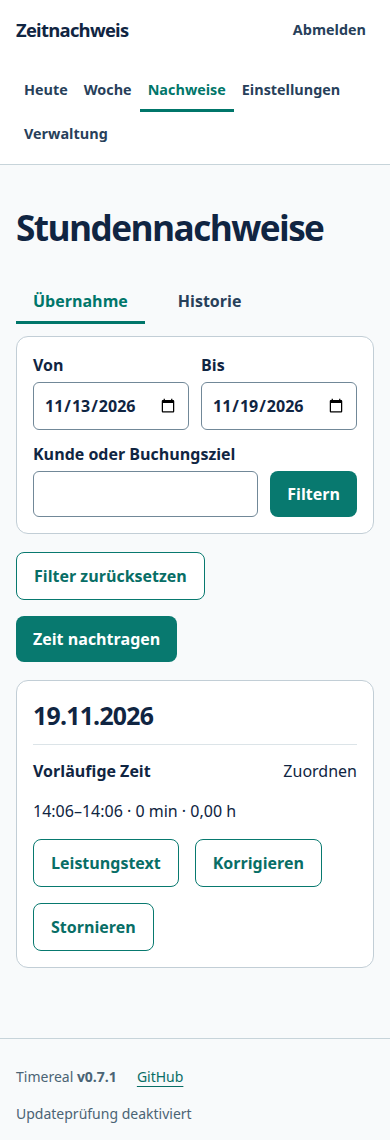 Zeitnachweis
Abmelden
Heute Woche Nachweise Einstellungen
Verwaltung
Stundennachweise
Übernahme Historie
Von Bis
11/13/2026 11/19/2026
Kunde oder Buchungsziel
Filtern
Filter zurücksetzen
Zeit nachtragen
19.11.2026
Vorläufige Zeit Zuordnen
14:06–14:06 · 0 min · 0,00 h
Leistungstext Korrigieren
Stornieren
Timereal v0.7.1 GitHub
Updateprüfung deaktiviert